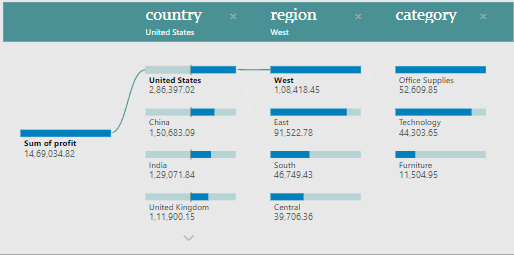 country × region × category ×
United States West
United States
2,86,397.02
China
1,50,683.09
India
1,29,071.84
United Kingdom
1,11,900.15
Sum of profit
14,69,034.82
West
1,08,418.45
East
91,522.78
South
46,749.43
Central
39,706.36
Office Supplies
52,609.85
Technology
44,303.65
Furniture
11,504.95